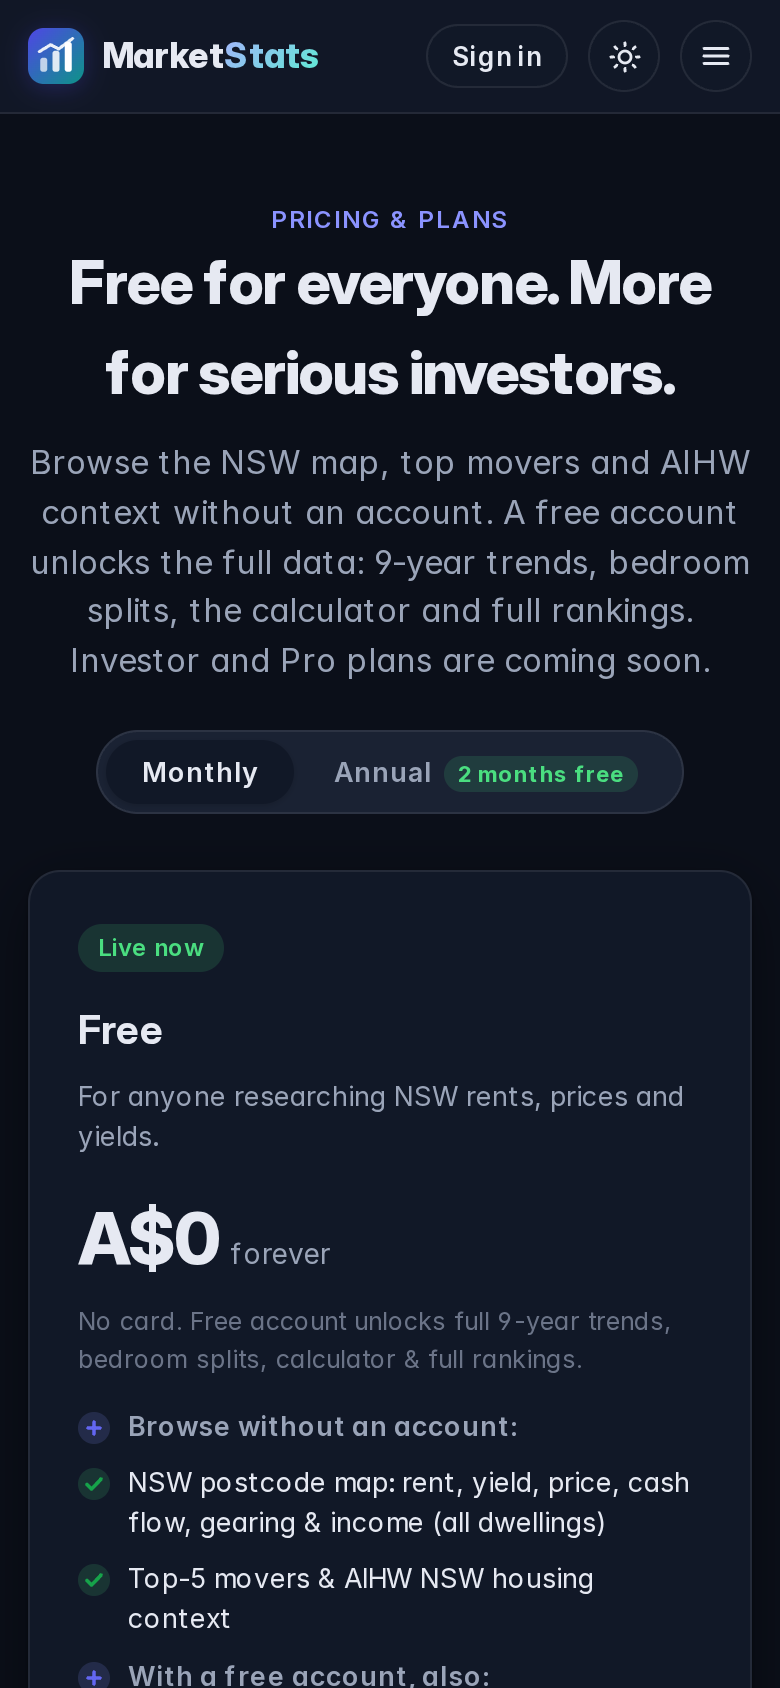 MarketStats
Sign in
PRICING & PLANS
Free for everyone. More
for serious investors.
Browse the NSW map, top movers and AIHW
context without an account. A free account
unlocks the full data: 9-year trends, bedroom
splits, the calculator and full rankings.
Investor and Pro plans are coming soon.
Monthly
Annual 2 months free
Live now
Free
For anyone researching NSW rents, prices and
yields.
A$0 forever
No card. Free account unlocks full 9-year trends,
bedroom splits, calculator & full rankings.
Browse without an account:
NSW postcode map: rent, yield, price, cash
flow, gearing & income (all dwellings)
Top-5 movers & AIHW NSW housing
context
With a free account, also: